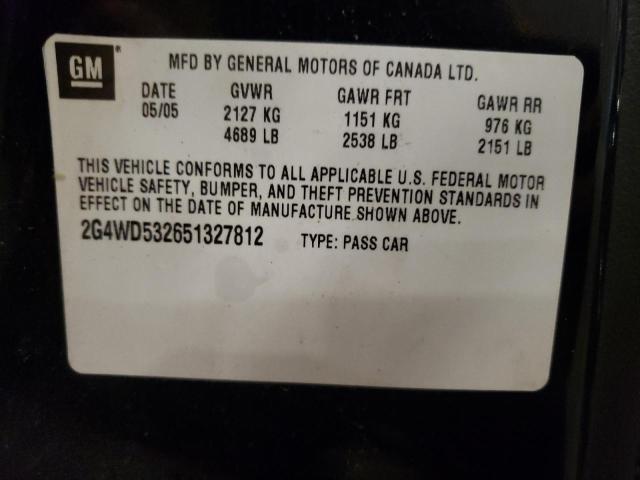 GM
MFD BY GENERAL MOTORS OF CANADA LTD.
DATE GVWR GAWR FRT GAWR RR
05/05 2127 KG 1151 KG 976 KG
4689 LB 2538 LB 2151 LB
THIS VEHICLE CONFORMS TO ALL APPLICABLE U.S. FEDERAL MOTOR
VEHICLE SAFETY, BUMPER, AND THEFT PREVENTION STANDARDS IN
EFFECT ON THE DATE OF MANUFACTURE SHOWN ABOVE.
2G4WD532651327812 TYPE: PASS CAR